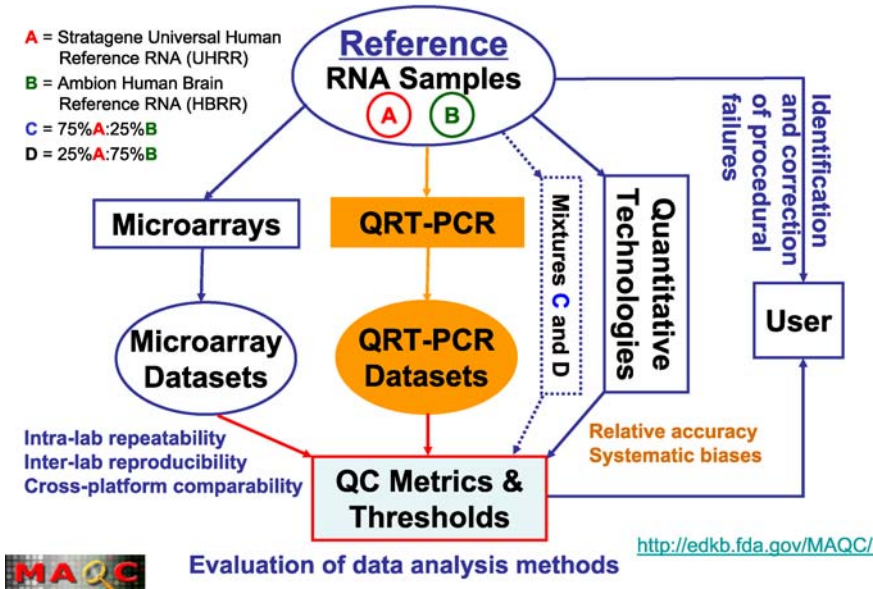 A = Stratagene Universal Human
Reference RNA (UHRR)
B = Ambion Human Brain
Reference RNA (HBRR)
C = 75%A:25%B
D = 25%A:75%B
Reference
RNA Samples
A B
Identification
and correction
of procedural
failures
Microarrays
QRT-PCR
Mixtures C and D
Quantitative
Technologies
User
Microarray
Datasets
QRT-PCR
Datasets
Intra-lab repeatability
Inter-lab reproducibility
Cross-platform comparability
Relative accuracy
Systematic biases
QC Metrics &
Thresholds
http://edkb.fda.gov/MAQC/
MAQC
Evaluation of data analysis methods